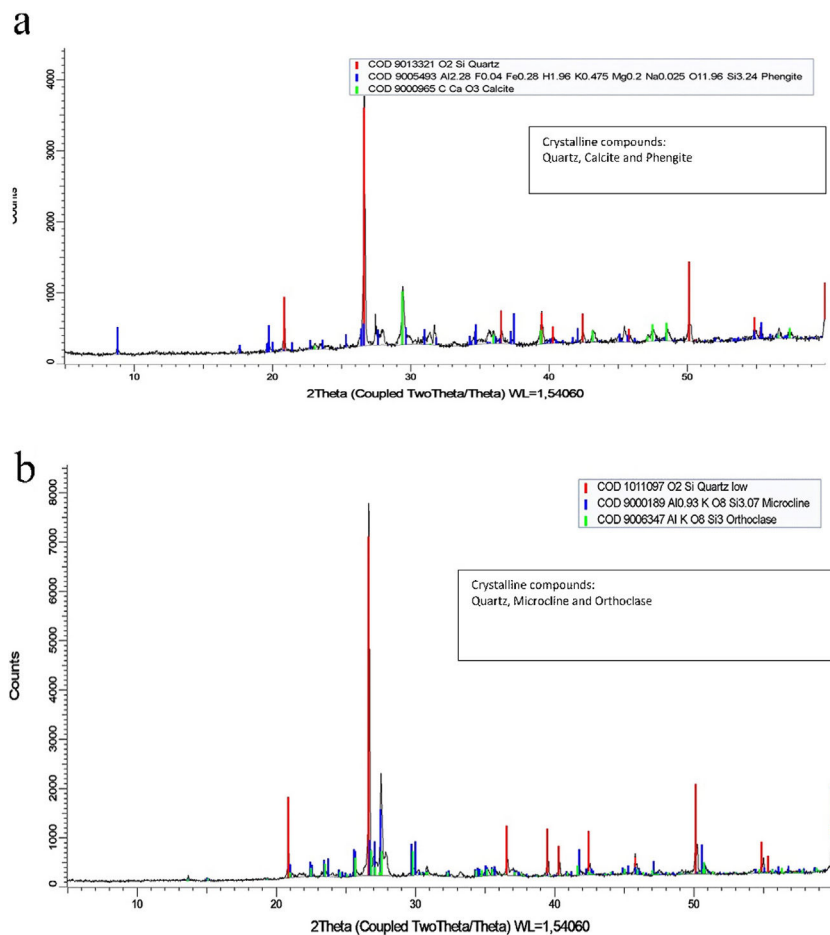 a
4000
3000
2000
1000
0
Counts
COD 9013321 O2 Si Quartz
COD 9005493 Al2.28 F0.04 Fe0.28 H1.96 K0.475 Mg0.2 Na0.025 O11.96 Si3.24 Phengite
COD 9000965 C Ca O3 Calcite
Crystalline compounds:
Quartz, Calcite and Phengite
10 20 30 40 50
2Theta (Coupled TwoTheta/Theta) WL=1,54060
b
8000
7000
6000
5000
4000
3000
2000
1000
0
Counts
COD 1011097 O2 Si Quartz low
COD 9000189 Al0.93 K O8 Si3.07 Microcline
COD 9006347 Al K O8 Si3 Orthoclase
Crystalline compounds:
Quartz, Microcline and Orthoclase
10 20 30 40 50
2Theta (Coupled TwoTheta/Theta) WL=1,54060